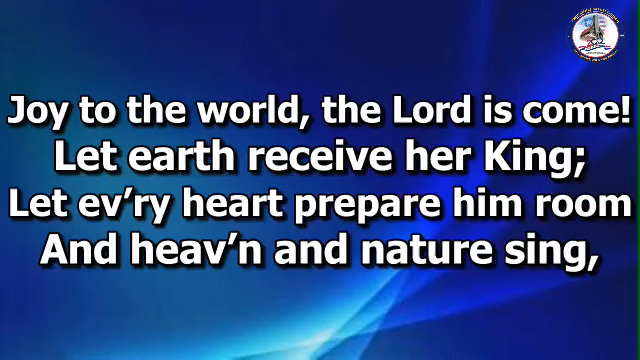 Joy to the world, the Lord is come!
Let earth receive her King;
Let ev’ry heart prepare him room
And heav’n and nature sing,